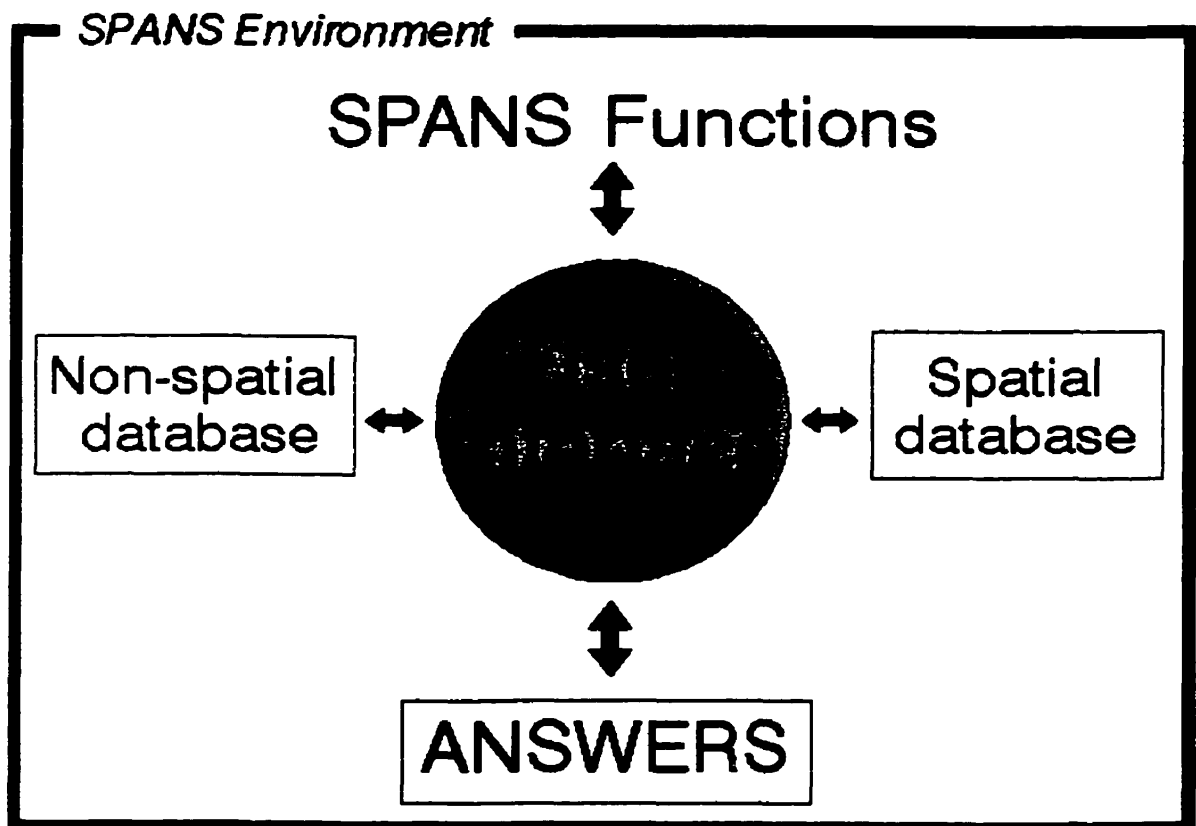 SPANS Environment
SPANS Functions
Non-spatial
database
Spatial
database
ANSWERS